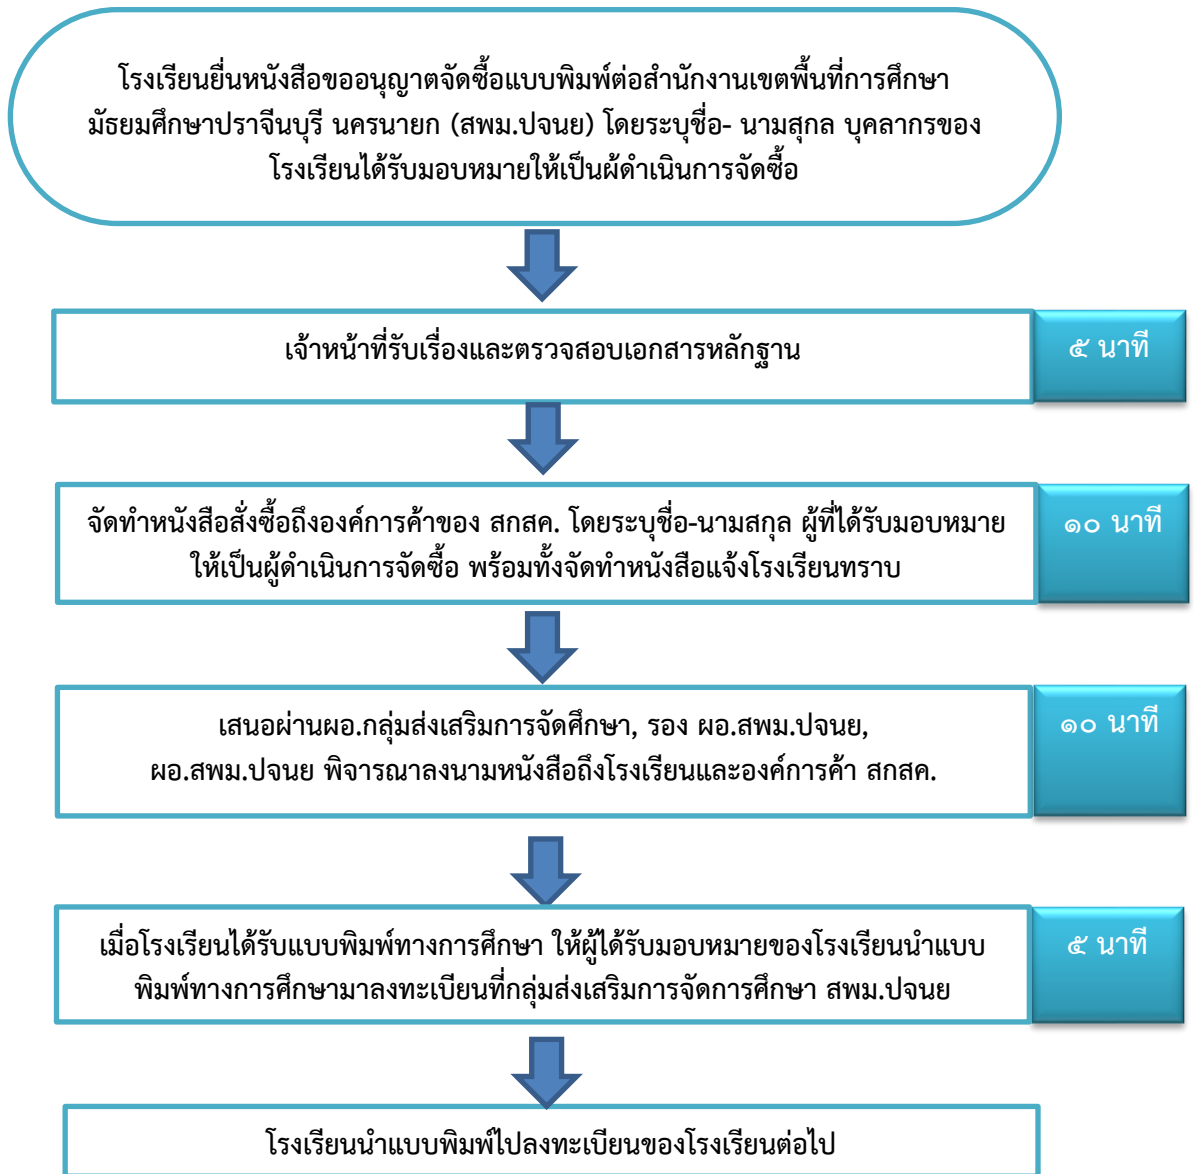 โรงเรียนยื่นหนังสือขออนุญาตจัดซื้อแบบพิมพ์ต่อสำนักงานเขตพื้นที่การศึกษา
มัธยมศึกษาปราจีนบุรี นครนายก (สพม.ปจนย) โดยระบุชื่อ- นามสุกล บุคลากรของ
โรงเรียนได้รับมอบหมายให้เป็นผ้ดำเนินการจัดซื้อ
เจ้าหน้าที่รับเรื่องและตรวจสอบเอกสารหลักฐาน
๕ นาที
จัดทำหนังสือสั่งซื้อถึงองค์การค้าของ สกสค. โดยระบุชื่อ-นามสกุล ผู้ที่ได้รับมอบหมาย
ให้เป็นผู้ดำเนินการจัดซื้อ พร้อมทั้งจัดทำหนังสือแจ้งโรงเรียนทราบ
๑๐ นาที
เสนอผ่านผอ.กลุ่มส่งเสริมการจัดศึกษา, รอง ผอ.สพม.ปจนย,
ผอ.สพม.ปจนย พิจารณาลงนามหนังสือถึงโรงเรียนและองค์การค้า สกสค.
๑๐ นาที
เมื่อโรงเรียนได้รับแบบพิมพ์ทางการศึกษา ให้ผู้ได้รับมอบหมายของโรงเรียนนำแบบ
พิมพ์ทางการศึกษามาลงทะเบียนที่กลุ่มส่งเสริมการจัดการศึกษา สพม.ปจนย
๕ นาที
โรงเรียนนำแบบพิมพ์ไปลงทะเบียนของโรงเรียนต่อไป